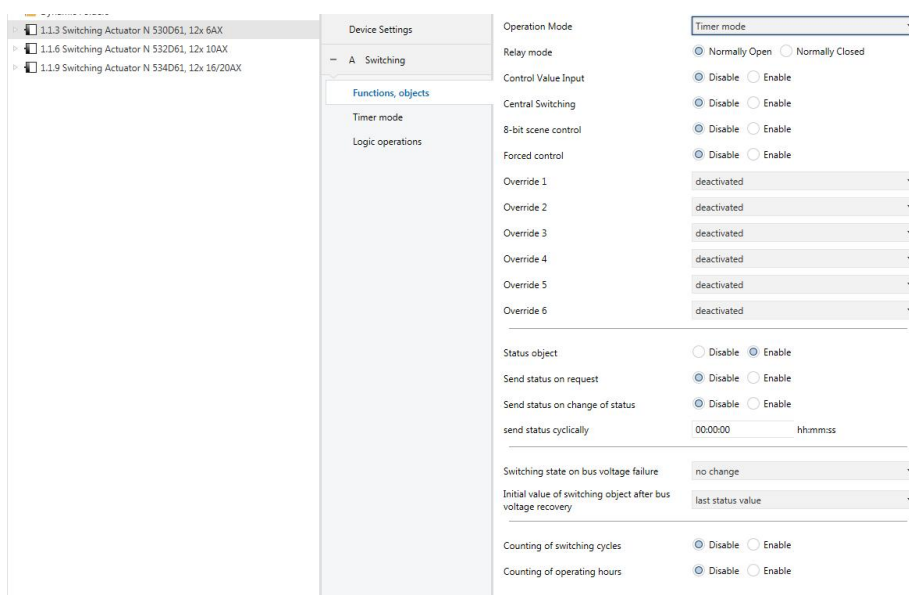 1.1.3 Switching Actuator N 530D61, 12x 6AX
1.1.6 Switching Actuator N 532D61, 12x 10AX
1.1.9 Switching Actuator N 534D61, 12x 16/20AX
Device Settings
A Switching
Functions, objects
Timer mode
Logic operations
Operation Mode Timer mode
Relay mode Normally Open Normally Closed
Control Value Input Disable Enable
Central Switching Disable Enable
8-bit scene control Disable Enable
Forced control Disable Enable
Override 1 deactivated
Override 2 deactivated
Override 3 deactivated
Override 4 deactivated
Override 5 deactivated
Override 6 deactivated
Status object Disable Enable
Send status on request Disable Enable
Send status on change of status Disable Enable
send status cyclically 00:00:00 hh:mm:ss
Switching state on bus voltage failure no change
Initial value of switching object after bus
voltage recovery last status value
Counting of switching cycles Disable Enable
Counting of operating hours Disable Enable